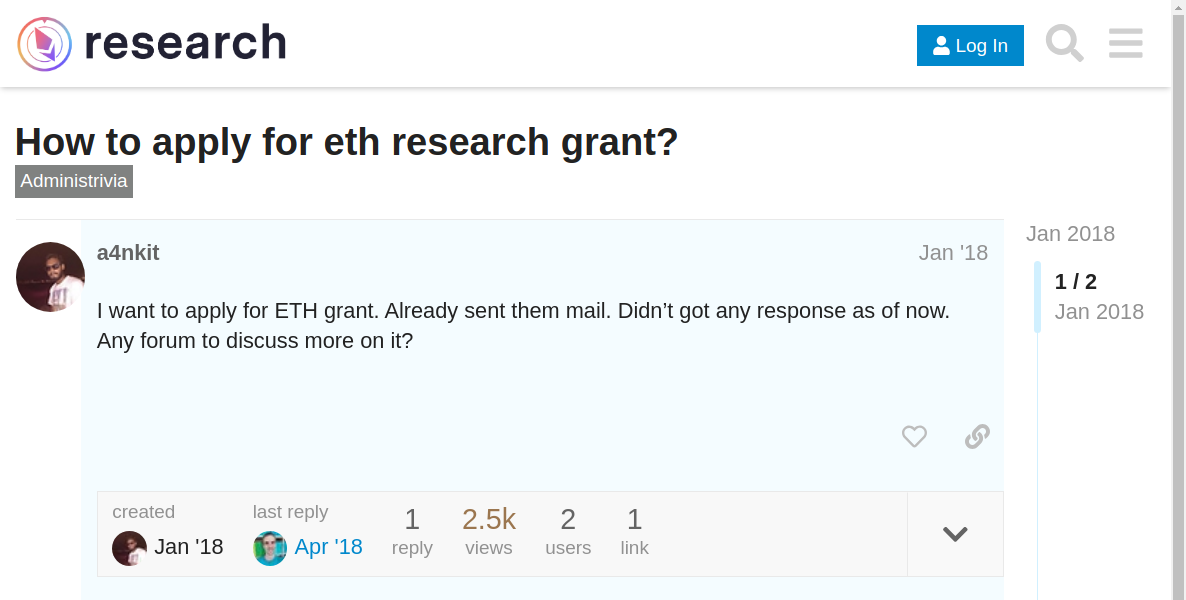 research
Log In
How to apply for eth research grant?
Administrivia
a4nkit
Jan '18
I want to apply for ETH grant. Already sent them mail. Didn’t got any response as of now.
Any forum to discuss more on it?
created
Jan '18
last reply
Apr '18
1
reply
2.5k
views
2
users
1
link
Jan 2018
1 / 2
Jan 2018